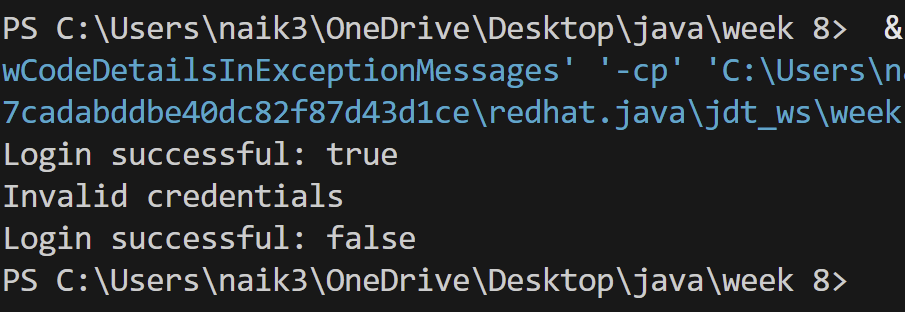 PS C:\Users\naik3\OneDrive\Desktop\java\week 8>  &
wCodeDetailsInExceptionMessages' '-cp' 'C:\Users\na
7cadabddbe40dc82f87d43d1ce\redhat.java\jdt_ws\week
Login successful: true
Invalid credentials
Login successful: false
PS C:\Users\naik3\OneDrive\Desktop\java\week 8>